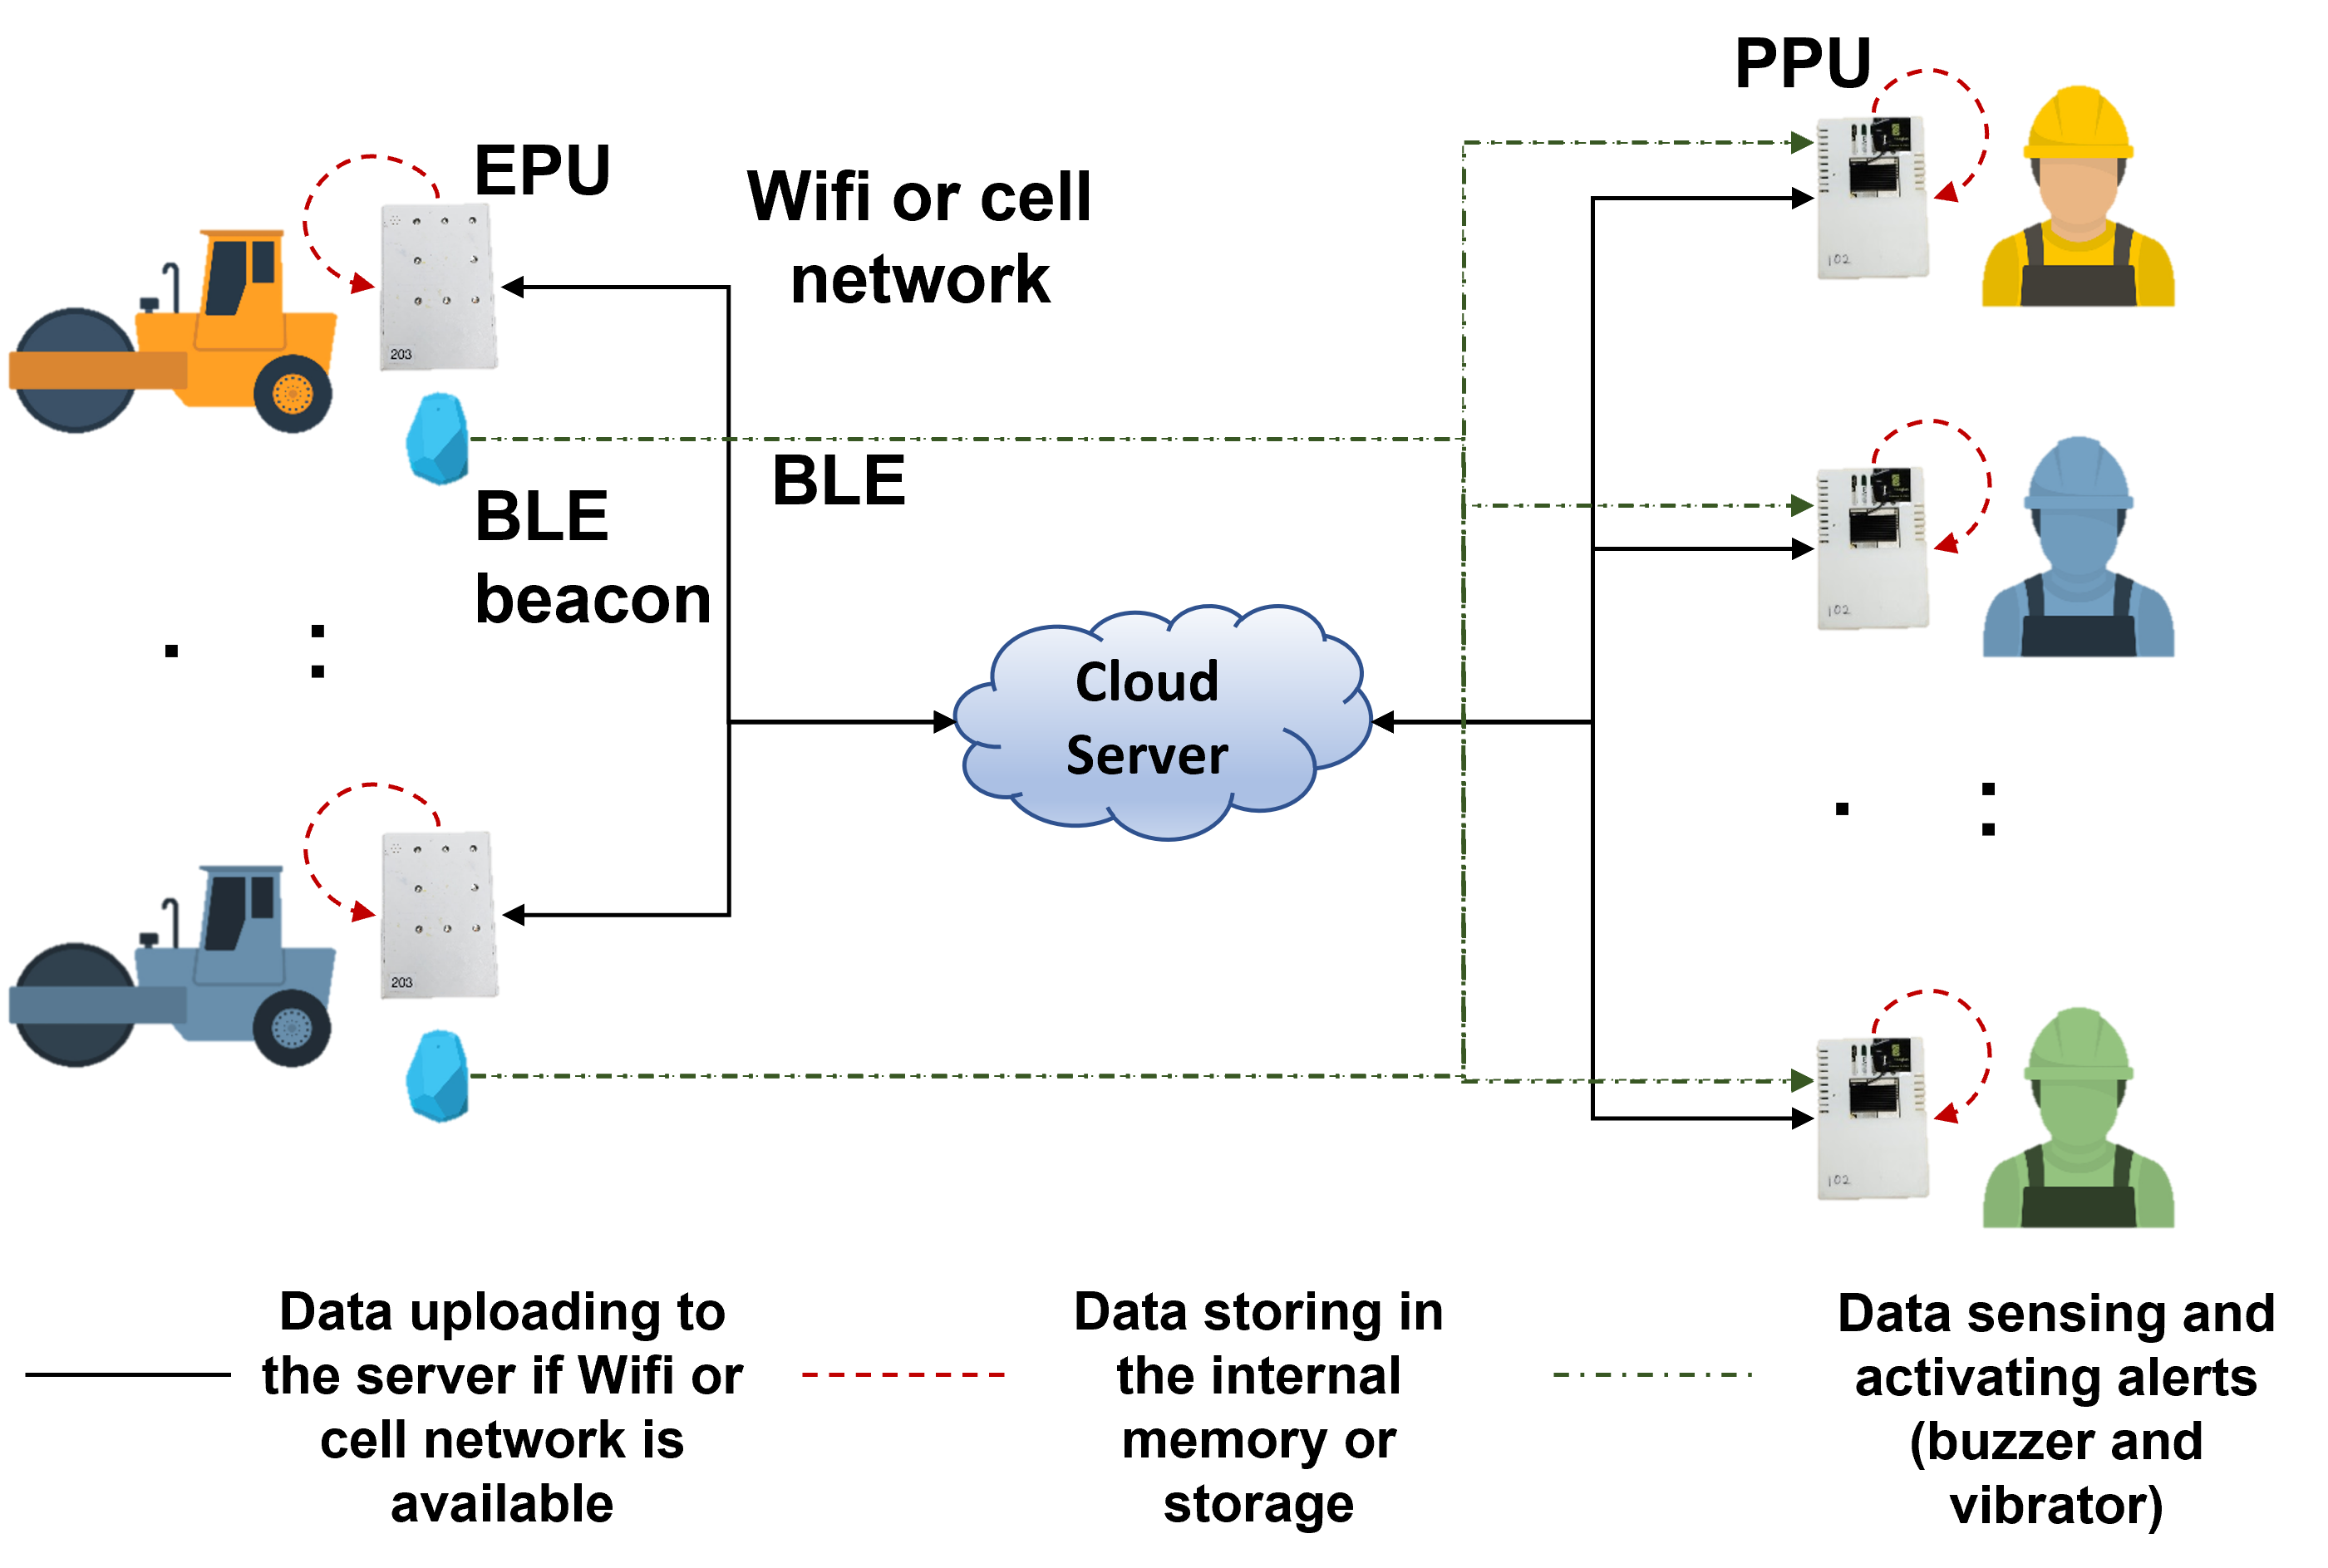 PPU
EPU
Wifi or cell
network
102
203
BLE
BLE
beacon
102
.
:
Cloud
Server
.
:
203
102
Data uploading to
the server if Wifi or
cell network is
available
Data storing in
the internal
memory or
storage
Data sensing and
activating alerts
(buzzer and
vibrator)